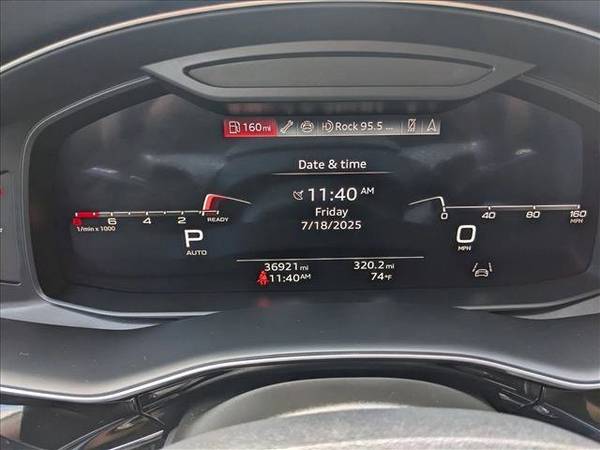 160 mi Rock 95.5 ...
Date & time
11:40 AM
Friday
7/18/2025
8 6 4 2 READY
1/min x 1000
P
AUTO
0 40 80 160
MPH
0
MPH
36921 mi 320.2 mi
11:40 AM 74 °F